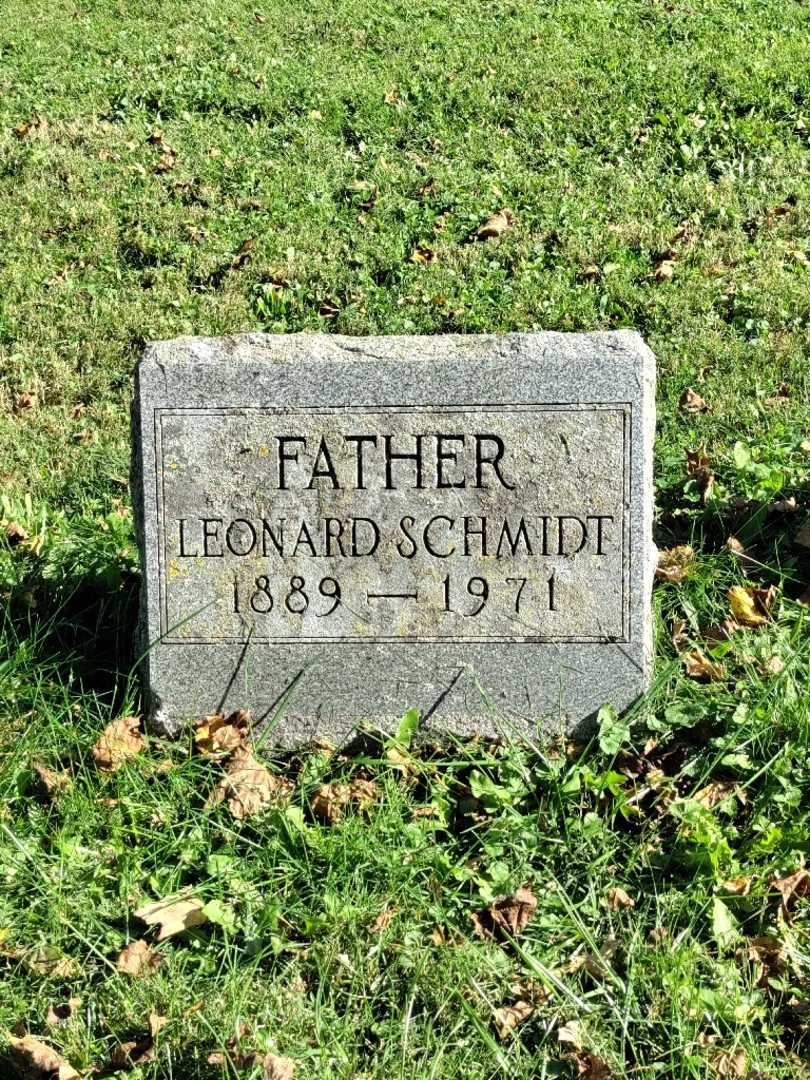 FATHER
LEONARD SCHMIDT
1889 — 1971